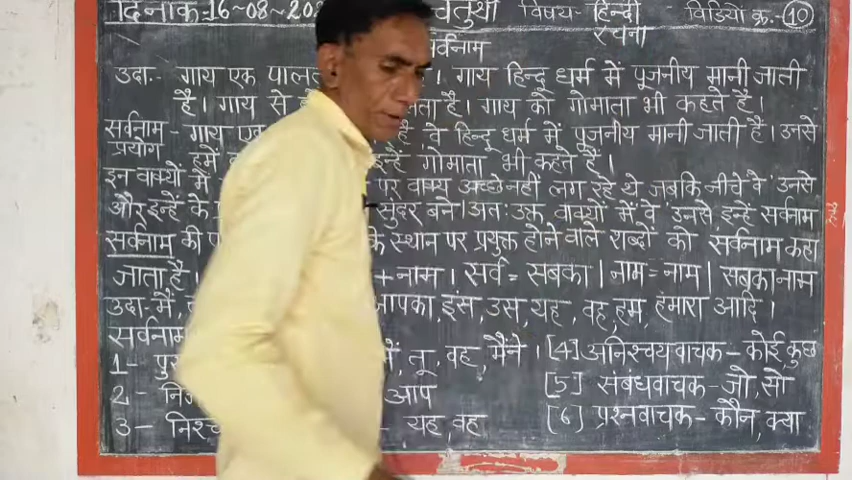 दिनाक:-16~08~20 चतुर्थी विषय- हिन्दी - विडियो क्र.- (10)
सर्वनाम रचना
उदा.- गाय एक पालतू है। गाय हिन्दू धर्म में पूजनीय मानी जाती
है। गाय से लता है। गाय को गोमाता भी कहते हैं।
सर्वनाम - गाय एक है वे हिन्दू धर्म में पूजनीय मानी जाती हैं। उनसे
प्रयोग हमें इन्हें गोमाता भी कहते हैं।
इन वाक्यों में पर वाक्य अच्छे नहीं लग रहे थे जबकि नीचे वे उनसे
और इन्हें के सुंदर बने। अतः उक्त वाक्यों में वे उनसे इन्हें सर्वनाम है
सर्वनाम की के स्थान पर प्रयुक्त होने वाले शब्दों को सर्वनाम कहा
जाता है +नाम। सर्व = सबका | नाम = नाम | सबका नाम
उदा. मैं, आपका, इस, उस, यह, वह, हम, हमारा आदि।
सर्वनाम
1- पु में, तू, वह, मैंने। [4] अनिश्चयवाचक - कोई, कुछ
2 - नि आप [5] संबंधवाचक - जो, सो
3 - निश्च - यह, वह [6] प्रश्नवाचक - कौन, क्या